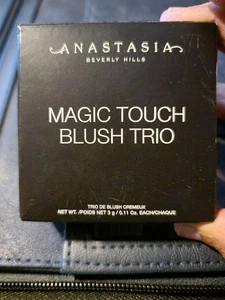 ANASTASIA
BEVERLY HILLS
MAGIC TOUCH
BLUSH TRIO
TRIO DE BLUSH CREMEUX
NET WT. /POIDS NET 3 g / 0.11 Oz. EACH/CHAQUE